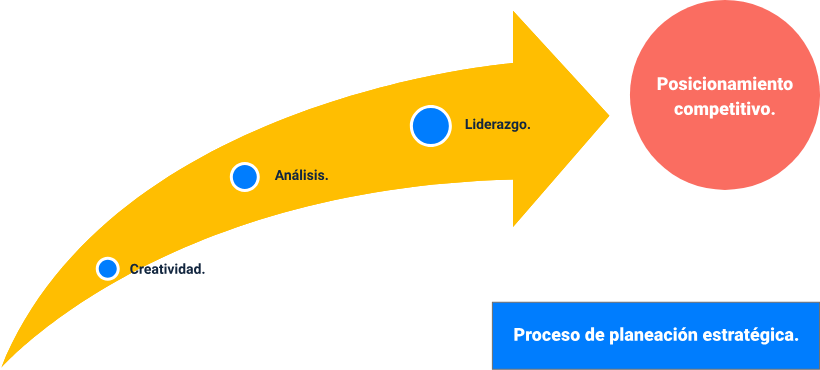 Posicionamiento
competitivo.
Liderazgo.
Análisis.
Creatividad.
Proceso de planeación estratégica.